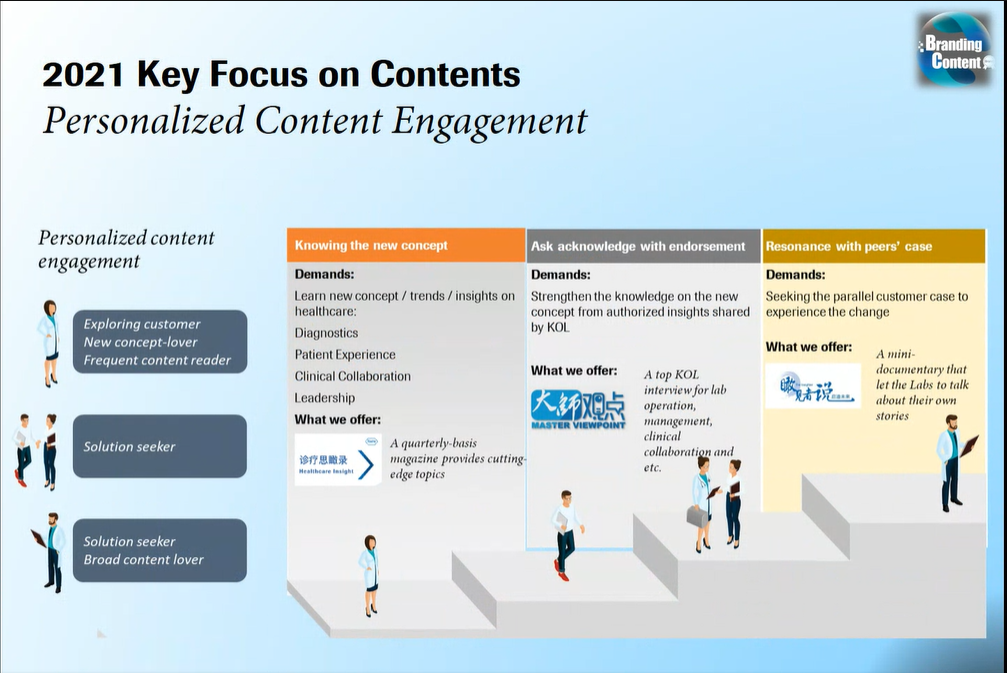 Branding
Content
2021 Key Focus on Contents
Personalized Content Engagement
Personalized content
engagement
Exploring customer
New concept-lover
Frequent content reader
Solution seeker
Solution seeker
Broad content lover
Knowing the new concept
Demands:
Learn new concept / trends / insights on
healthcare:
Diagnostics
Patient Experience
Clinical Collaboration
Leadership
What we offer:
诊疗思瞰录
Healthcare Insight
A quarterly-basis
magazine provides cutting-
edge topics
Ask acknowledge with endorsement
Demands:
Strengthen the knowledge on the new
concept from authorized insights shared
by KOL
What we offer:
大师观点
MASTER VIEWPOINT
A top KOL
interview for lab
operation,
management,
clinical
collaboration and
etc.
Resonance with peers’ case
Demands:
Seeking the parallel customer case to
experience the change
What we offer:
瞰见者说
A mini-
documentary that
let the Labs to talk
about their own
stories